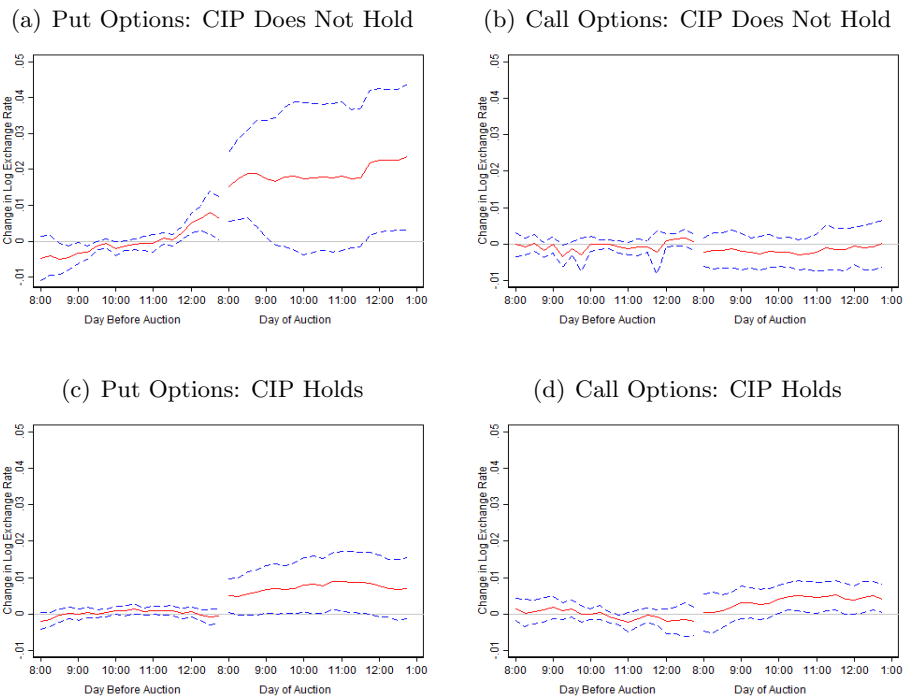 (a) Put Options: CIP Does Not Hold
Change in Log Exchange Rate
.05
.04
.03
.02
.01
0
-.01
8:00 9:00 10:00 11:00 12:00 8:00 9:00 10:00 11:00 12:00 1:00
Day Before Auction Day of Auction
(b) Call Options: CIP Does Not Hold
Change in Log Exchange Rate
.05
.04
.03
.02
.01
0
-.01
8:00 9:00 10:00 11:00 12:00 8:00 9:00 10:00 11:00 12:00 1:00
Day Before Auction Day of Auction
(c) Put Options: CIP Holds
Change in Log Exchange Rate
.05
.04
.03
.02
.01
0
-.01
8:00 9:00 10:00 11:00 12:00 8:00 9:00 10:00 11:00 12:00 1:00
Day Before Auction Day of Auction
(d) Call Options: CIP Holds
Change in Log Exchange Rate
.05
.04
.03
.02
.01
0
-.01
8:00 9:00 10:00 11:00 12:00 8:00 9:00 10:00 11:00 12:00 1:00
Day Before Auction Day of Auction